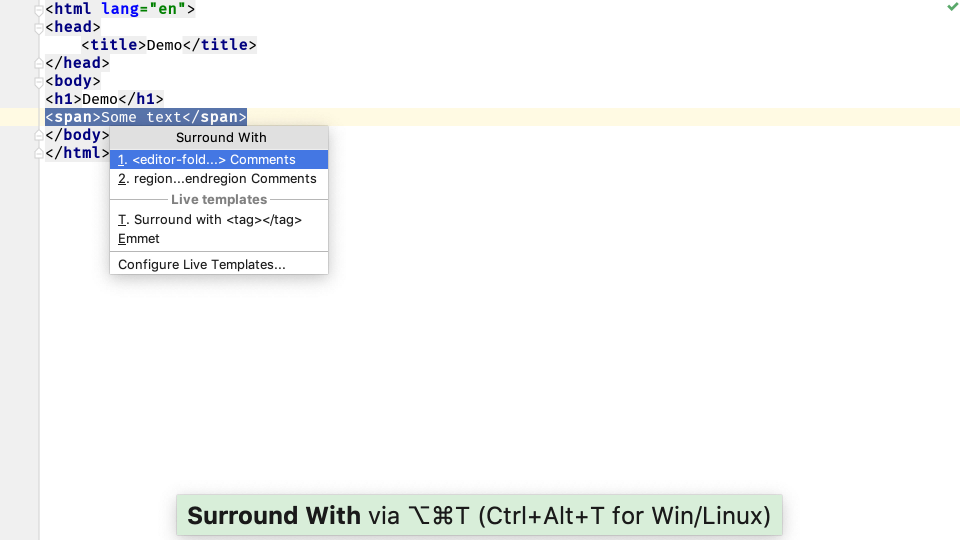 <html lang="en">
<head>
<title>Demo</title>
</head>
<body>
<h1>Demo</h1>
<span>Some text</span>
</body>
</html>
Surround With
1. <editor-fold...> Comments
2. region...endregion Comments
Live templates
T. Surround with <tag></tag>
Emmet
Configure Live Templates...
Surround With via ⌥⌘T (Ctrl+Alt+T for Win/Linux)